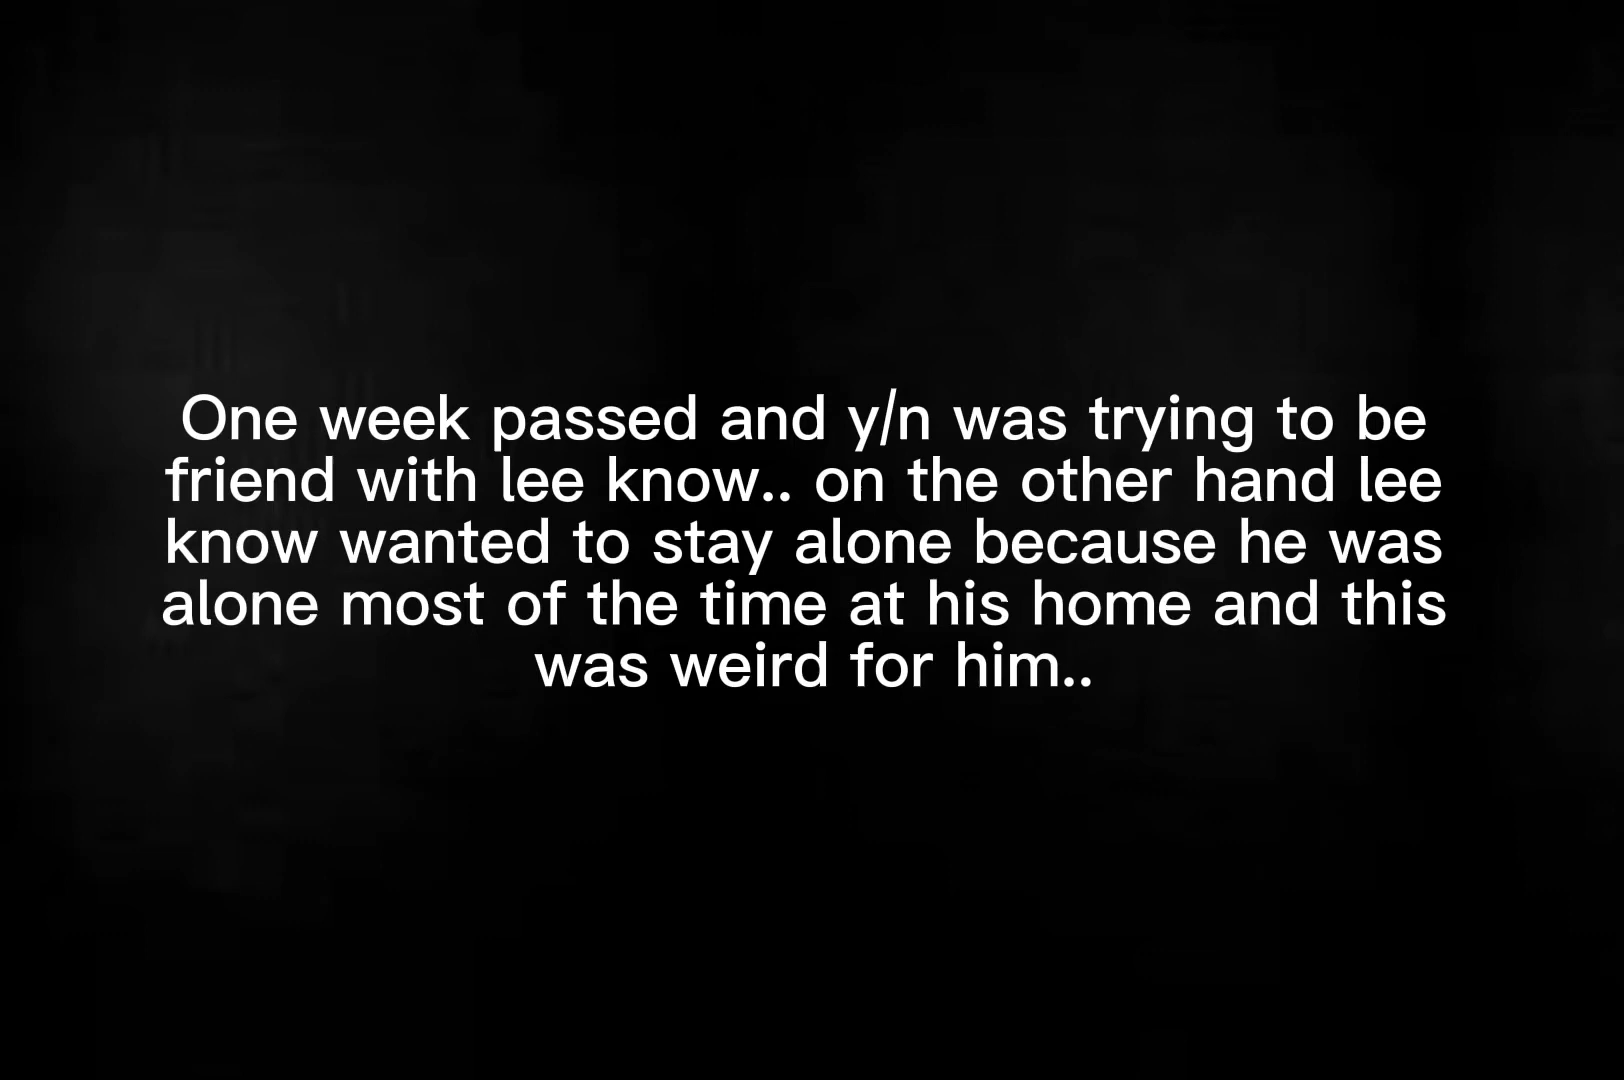 One week passed and y/n was trying to be
friend with lee know.. on the other hand lee
know wanted to stay alone because he was
alone most of the time at his home and this
was weird for him..